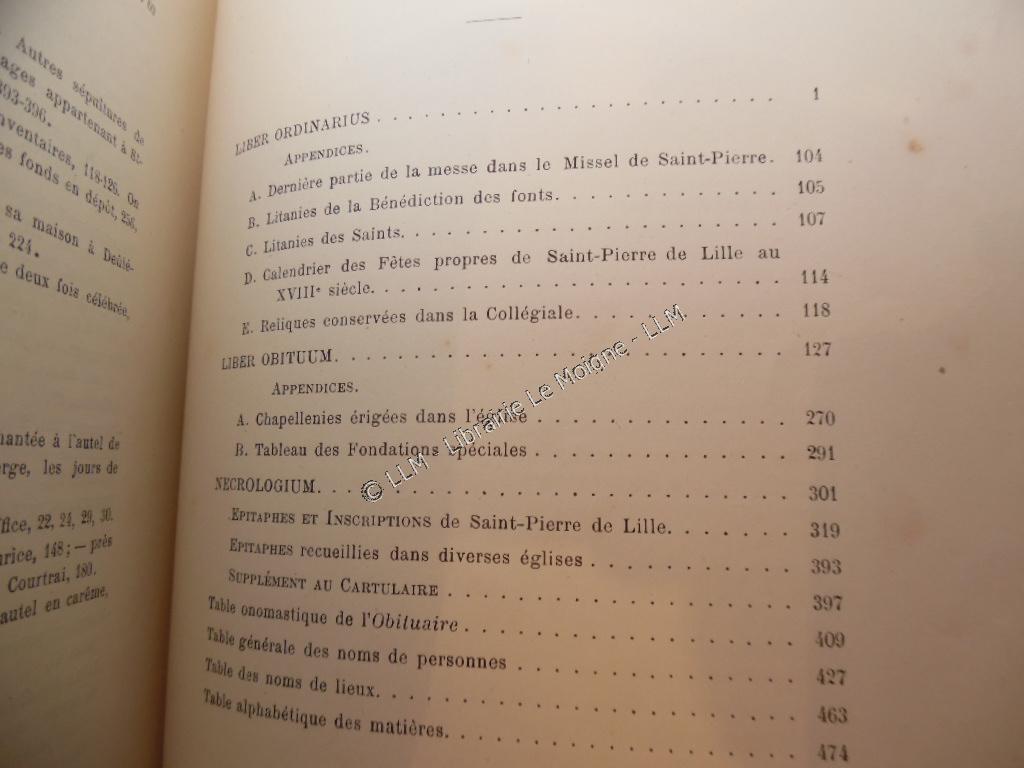 Autres sépultures de
ages appartenant à St-
393-396.
nventaires, 118-126. On
es fonds en dépôt, 256,
sa maison à Deûlé-
224.
e deux fois célébrée,
hantée à l'autel de
erge, les jours de
ffice, 22, 24, 29, 30.
urice, 148; — près
Courtrai, 180.
autel en carême,
LIBER ORDINARIUS . . . . . . . . . . . . . . . . . . . . 1
APPENDICES.
A. Dernière partie de la messe dans le Missel de Saint-Pierre. 104
B. Litanies de la Bénédiction des fonts. . . . . . . . . . . 105
C. Litanies des Saints. . . . . . . . . . . . . . . . . . . 107
D. Calendrier des Fêtes propres de Saint-Pierre de Lille au
XVIIIe siècle. . . . . . . . . . . . . . . . . . . . 114
E. Reliques conservées dans la Collégiale. . . . . . . . . . 118
LIBER OBITUUM. . . . . . . . . . . . . . . . . . . . . . 127
APPENDICES.
A. Chapellenies érigées dans l'église . . . . . . . . . . . . 270
B. Tableau des Fondations spéciales . . . . . . . . . . . . 291
NECROLOGIUM. . . . . . . . . . . . . . . . . . . . . . . 301
EPITAPHES ET INSCRIPTIONS de Saint-Pierre de Lille. . . . . . 319
EPITAPHES recueillies dans diverses églises . . . . . . . . . 393
SUPPLÉMENT AU CARTULAIRE . . . . . . . . . . . . . . . . 397
Table onomastique de l'Obituaire . . . . . . . . . . . . . . 409
Table générale des noms de personnes . . . . . . . . . . . . 427
Table des noms de lieux. . . . . . . . . . . . . . . . . . . 463
Table alphabétique des matières. . . . . . . . . . . . . . . 474
© LLM Librairie Le Moigne - LLM